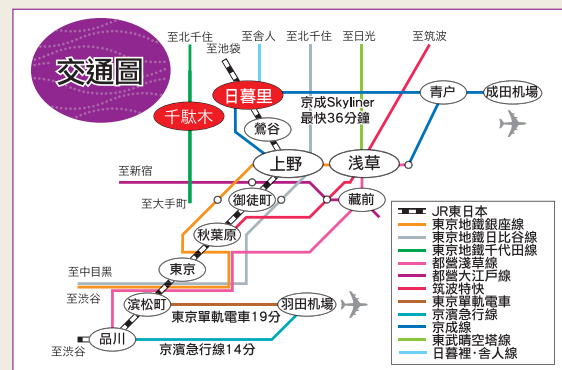 交通圖
至北千住
至池袋
至舎人
至北千住
至日光
至筑波
千駄木
日暮里
京成Skyliner
最快36分鐘
青户
成田机场
鶯谷
上野
浅草
至新宿
至大手町
御徒町
藏前
秋葉原
東京
至中目黑
至渋谷
浜松町
東京單軌電車19分
羽田机场
品川
至渋谷
京濱急行線14分
JR東日本
東京地鐵銀座線
東京地鐵日比谷線
東京地鐵千代田線
都營淺草線
都營大江戸線
筑波特快
東京單軌電車
京濱急行線
京成線
東武晴空塔線
日暮裡·舎人線